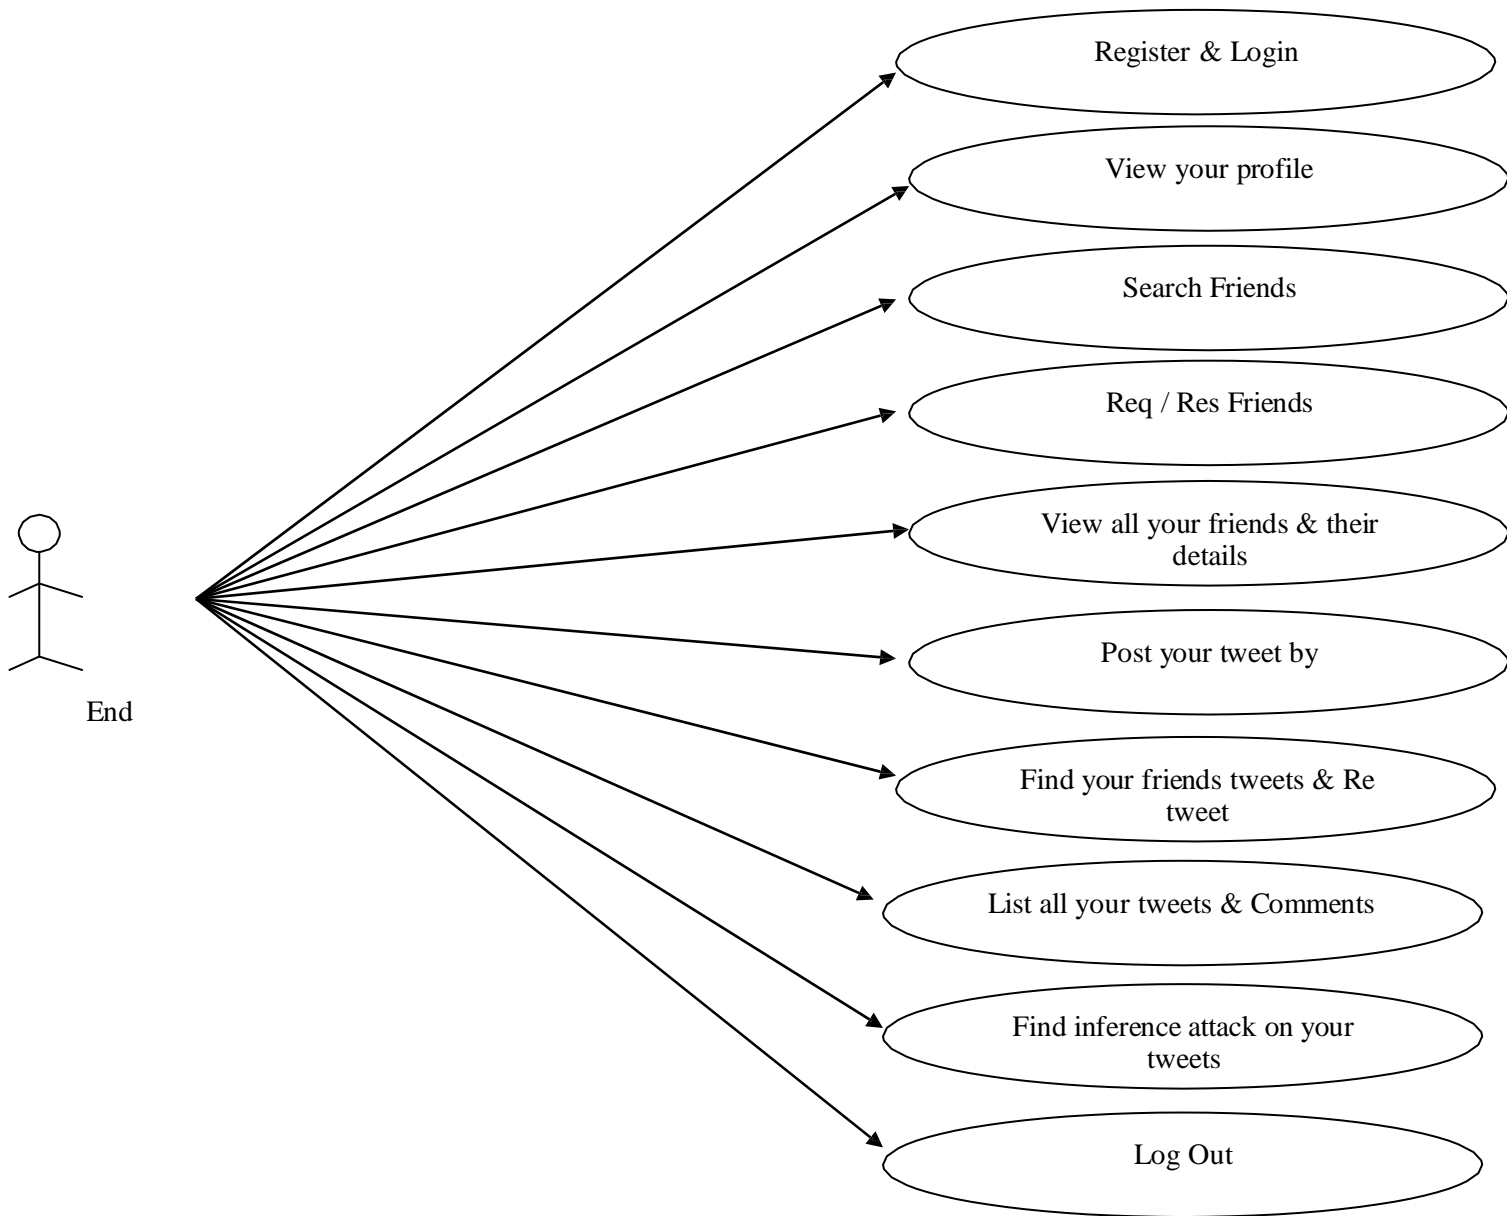 Register & Login
View your profile
Search Friends
Req / Res Friends
View all your friends & their
details
End
Post your tweet by
Find your friends tweets & Re
tweet
List all your tweets & Comments
Find inference attack on your
tweets
Log Out